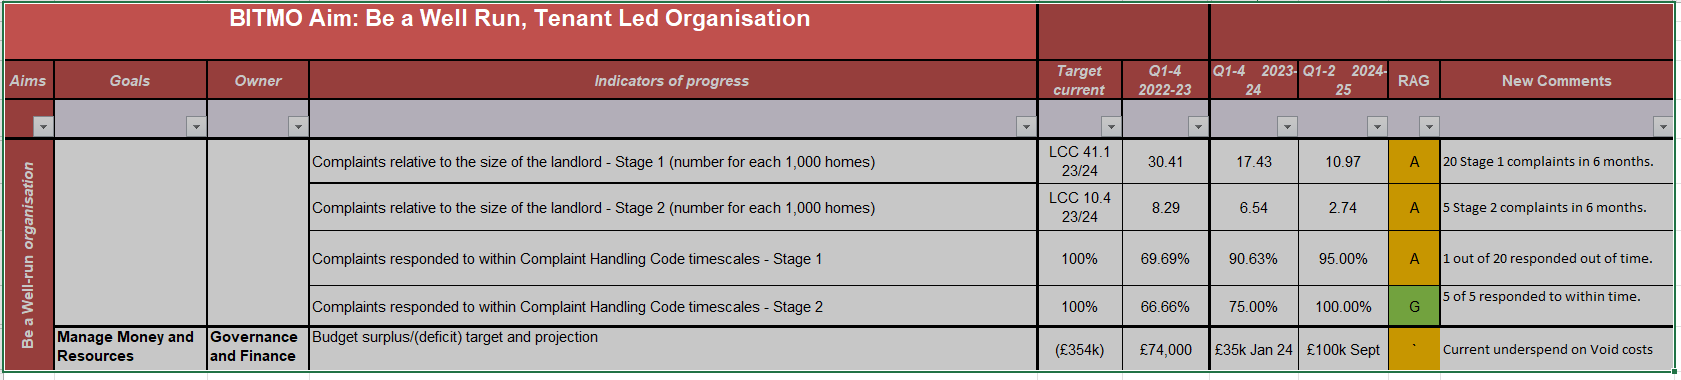 BITMO Aim: Be a Well Run, Tenant Led Organisation
Aims Goals Owner Indicators of progress Target current Q1-4 2022-23 Q1-4 2023-24 Q1-2 2024-25 RAG New Comments
Be a Well-run organisation
Complaints relative to the size of the landlord - Stage 1 (number for each 1,000 homes) LCC 41.1 23/24 30.41 17.43 10.97 A 20 Stage 1 complaints in 6 months.
Complaints relative to the size of the landlord - Stage 2 (number for each 1,000 homes) LCC 10.4 23/24 8.29 6.54 2.74 A 5 Stage 2 complaints in 6 months.
Complaints responded to within Complaint Handling Code timescales - Stage 1 100% 69.69% 90.63% 95.00% A 1 out of 20 responded out of time.
Complaints responded to within Complaint Handling Code timescales - Stage 2 100% 66.66% 75.00% 100.00% G 5 of 5 responded to within time.
Manage Money and Resources Governance and Finance Budget surplus/(deficit) target and projection (£354k) £74,000 £35k Jan 24 £100k Sept ` Current underspend on Void costs